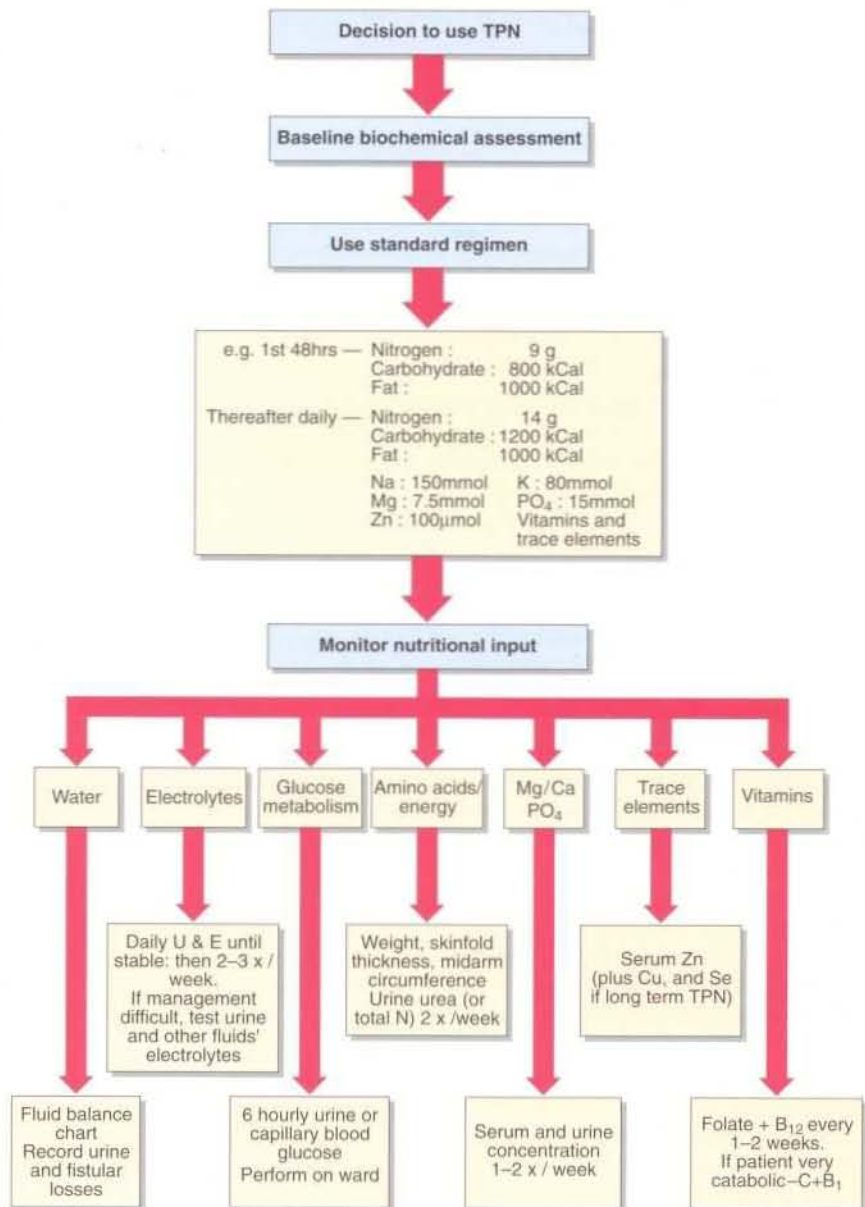 Decision to use TPN
Baseline biochemical assessment
Use standard regimen
e.g. 1st 48hrs — Nitrogen : 9 g
Carbohydrate : 800 kCal
Fat : 1000 kCal
Thereafter daily — Nitrogen : 14 g
Carbohydrate : 1200 kCal
Fat : 1000 kCal
Na : 150mmol K : 80mmol
Mg : 7.5mmol PO₄ : 15mmol
Zn : 100µmol Vitamins and
trace elements
Monitor nutritional input
Water
Electrolytes
Glucose
metabolism
Amino acids/
energy
Mg/Ca
PO₄
Trace
elements
Vitamins
Daily U & E until
stable: then 2–3 x /
week.
If management
difficult, test urine
and other fluids'
electrolytes
Weight, skinfold
thickness, midarm
circumference
Urine urea (or
total N) 2 x /week
Serum Zn
(plus Cu, and Se
if long term TPN)
Fluid balance
chart
Record urine
and fistular
losses
6 hourly urine or
capillary blood
glucose
Perform on ward
Serum and urine
concentration
1–2 x / week
Folate + B₁₂ every
1–2 weeks.
If patient very
catabolic–C+B₁